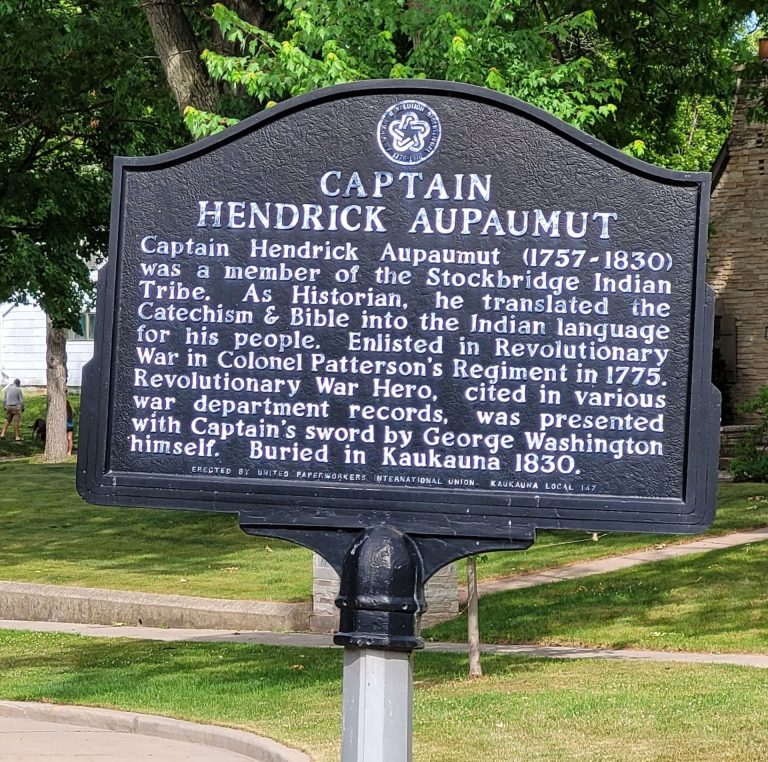 CAPTAIN
HENDRICK AUPAUMUT
Captain Hendrick Aupaumut (1757-1830)
was a member of the Stockbridge Indian
Tribe. As Historian, he translated the
Catechism & Bible into the Indian language
for his people. Enlisted in Revolutionary
War in Colonel Patterson's Regiment in 1775.
Revolutionary War Hero, cited in various
war department records, was presented
with Captain's sword by George Washington
himself. Buried in Kaukauna 1830.
ERECTED BY UNITED PAPERWORKERS INTERNATIONAL UNION. KAUKAUNA LOCAL 147